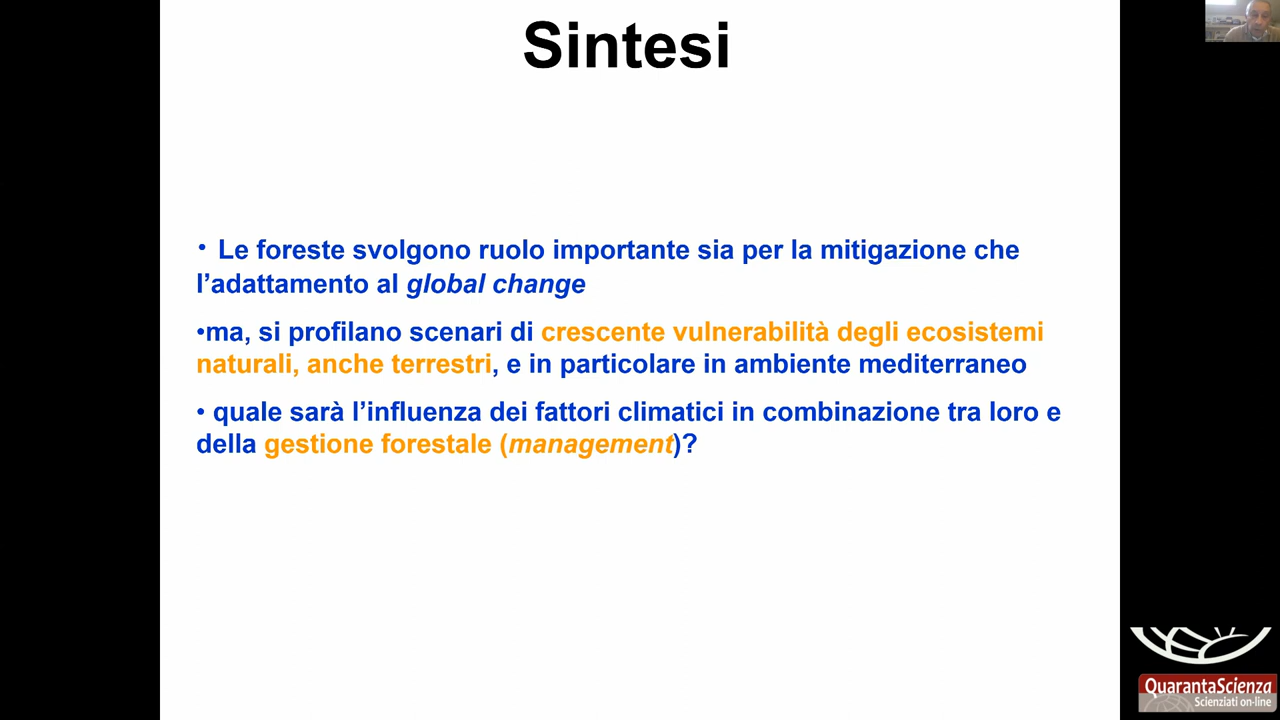 Sintesi
• Le foreste svolgono ruolo importante sia per la mitigazione che
l’adattamento al global change
•ma, si profilano scenari di crescente vulnerabilità degli ecosistemi
naturali, anche terrestri, e in particolare in ambiente mediterraneo
• quale sarà l’influenza dei fattori climatici in combinazione tra loro e
della gestione forestale (management)?
QuarantaScienza
Scienziati on-line